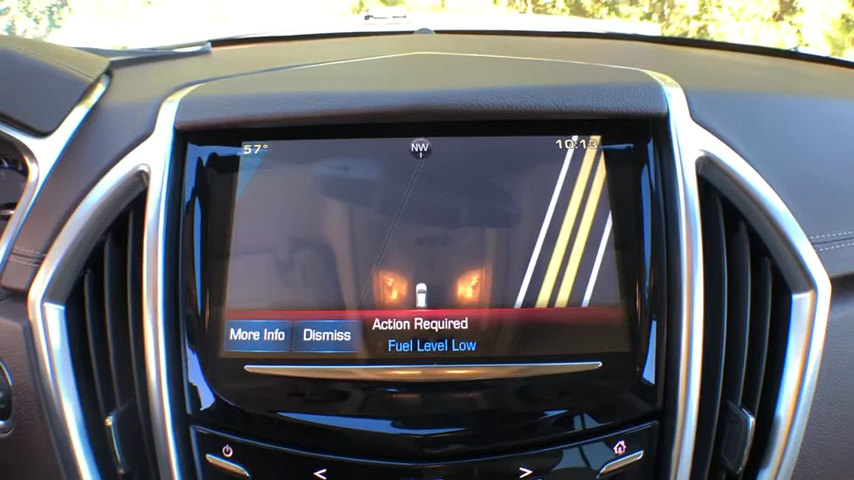 57°
NW
10:13
More Info
Dismiss
Action Required
Fuel Level Low